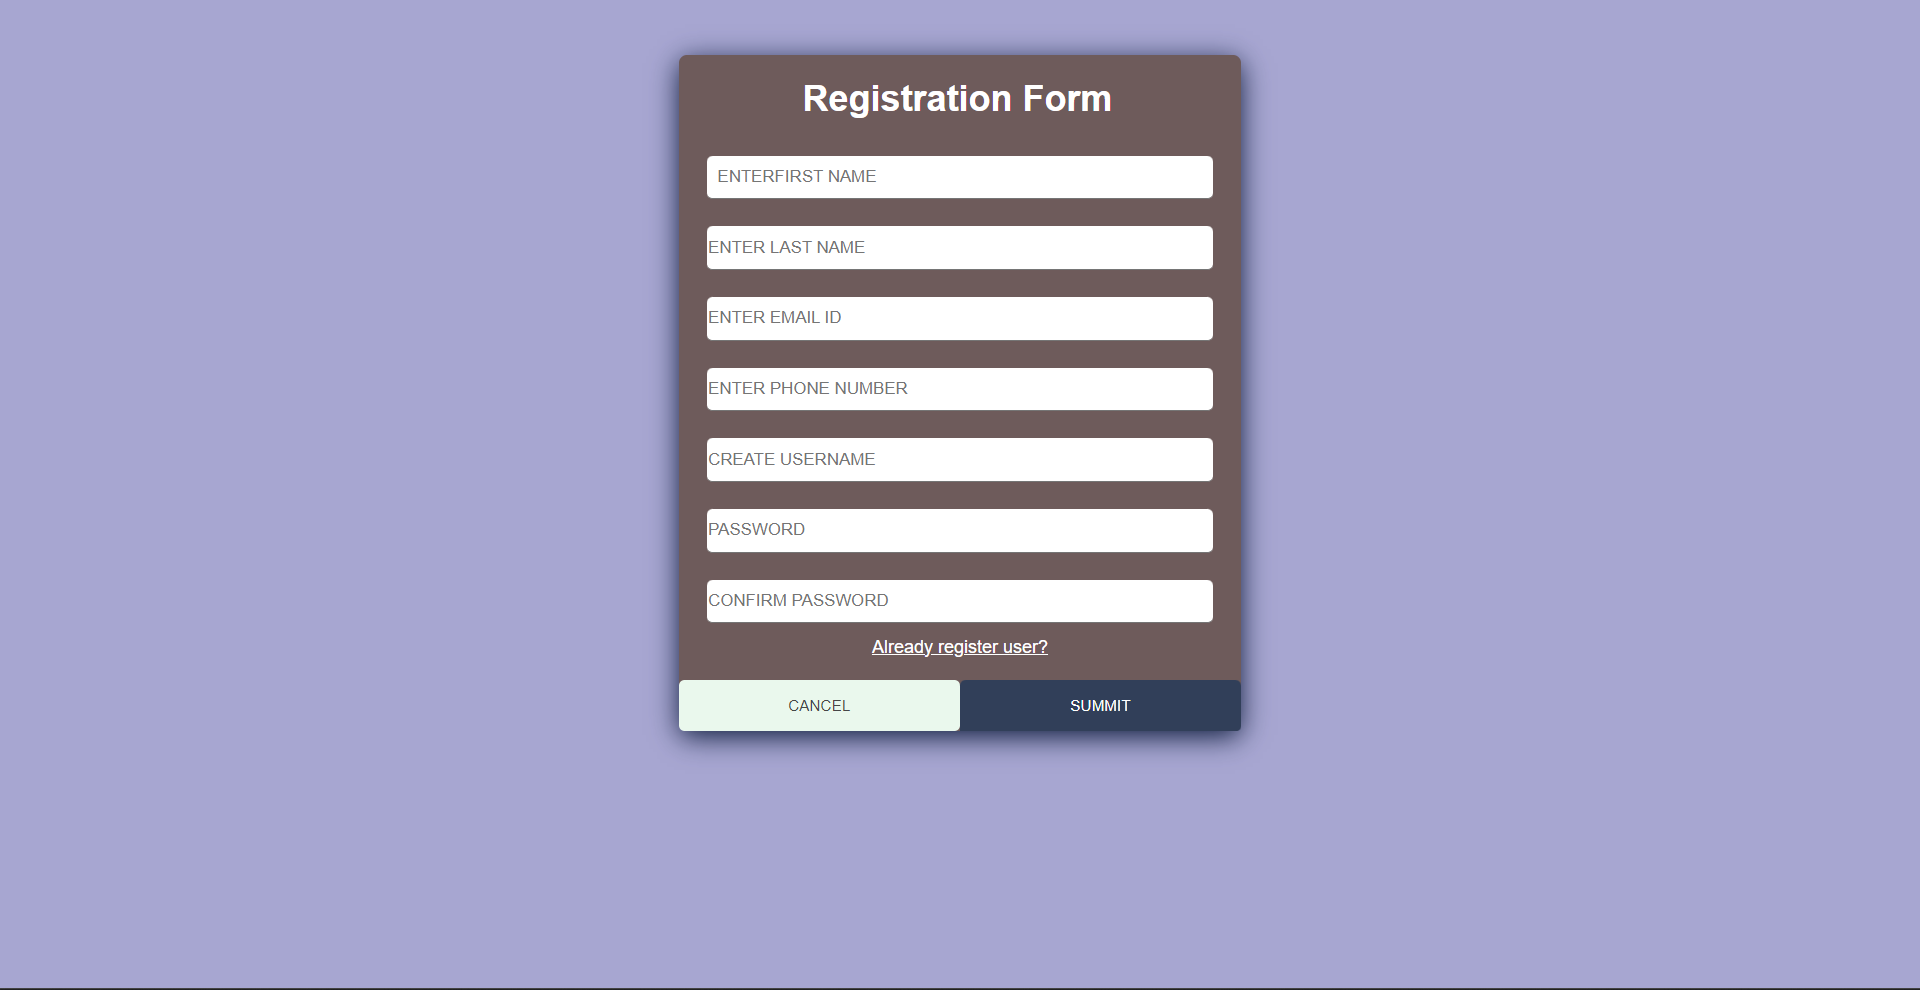 Registration Form
ENTERFIRST NAME
ENTER LAST NAME
ENTER EMAIL ID
ENTER PHONE NUMBER
CREATE USERNAME
PASSWORD
CONFIRM PASSWORD
Already register user?
CANCEL
SUMMIT